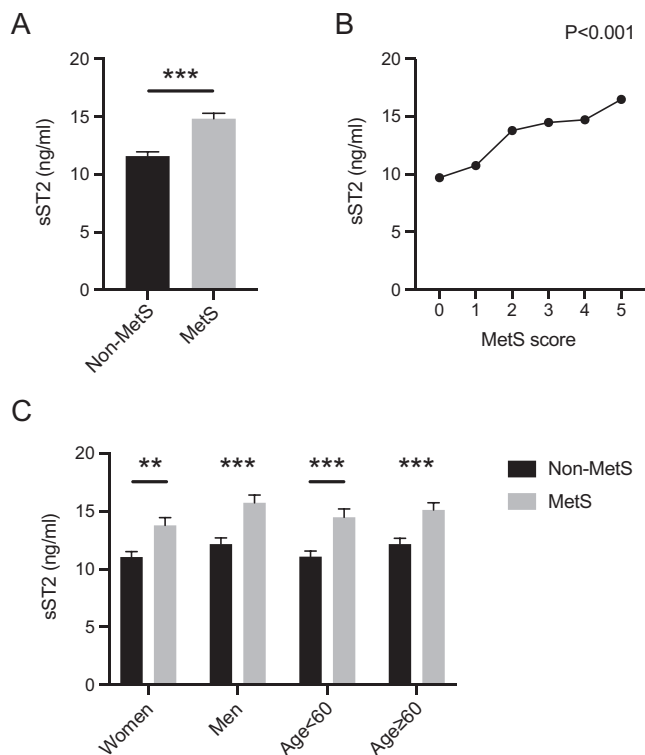 A
20
15
10
5
0
sST2 (ng/ml)
***
Non-MetS
MetS
B
P<0.001
20
15
10
5
0
sST2 (ng/ml)
0 1 2 3 4 5
MetS score
C
20
15
10
5
0
sST2 (ng/ml)
** *** *** ***
Women
Men
Age<60
Age≥60
Non-MetS
MetS